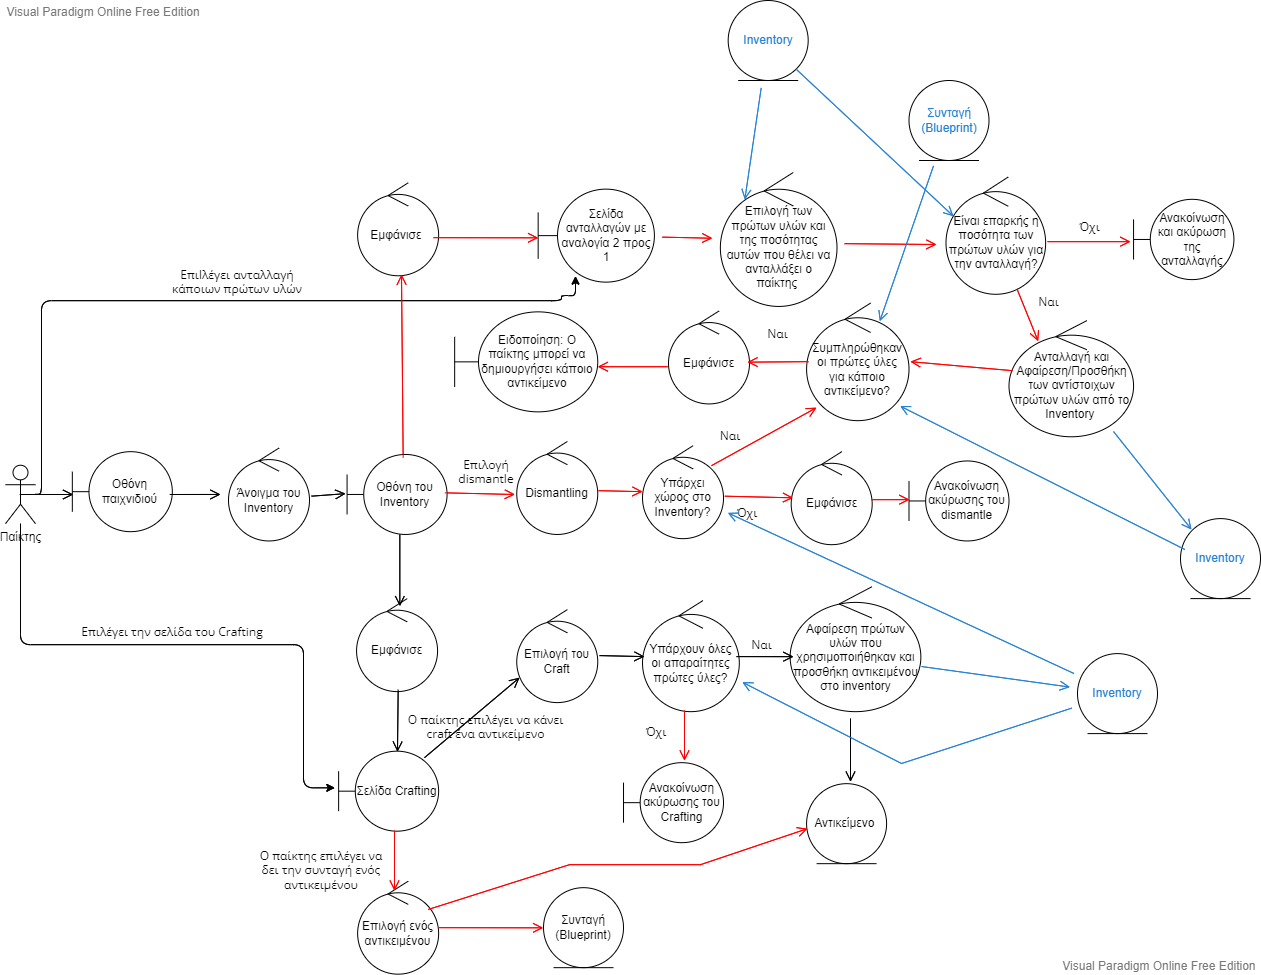 Visual Paradigm Online Free Edition
Inventory
Συνταγή
(Blueprint)
Εμφάνισε
Σελίδα
ανταλλαγών με
αναλογία 2 προς
1
Επιλογή των
πρώτων υλών και
της ποσότητας
αυτών που θέλει να
ανταλλάξει ο
παίκτης
Είναι επαρκής η
ποσότητα των
πρώτων υλών για
την ανταλλαγή?
Όχι
Ανακοίνωση
και ακύρωση
της
ανταλλαγής
Επιλλέγει ανταλλαγή
κάποιων πρώτων υλών
Ναι
Ειδοποίηση: Ο
παίκτης μπορεί να
δημιουργήσει κάποιο
αντικείμενο
Εμφάνισε
Ναι
Συμπληρώθηκαν
οι πρώτες ύλες
για κάποιο
αντικείμενο?
Ανταλλαγή και
Αφαίρεση/Προσθήκη
των αντίστοιχων
πρώτων υλών από το
Inventory
Ναι
Παίκτης
Οθόνη
παιχνιδιού
Άνοιγμα του
Inventory
Οθόνη του
Inventory
Επιλογή
dismantle
Dismantling
Υπάρχει
χώρος στο
Inventory?
Όχι
Εμφάνισε
Ανακοίνωση
ακύρωσης του
dismantle
Inventory
Επιλέγει την σελίδα του Crafting
Εμφάνισε
Επιλογή του
Craft
Υπάρχουν όλες
οι απαραίτητες
πρώτες ύλες?
Ναι
Αφαίρεση πρώτων
υλών που
χρησιμοποιήθηκαν και
προσθήκη αντικειμένου
στο inventory
Inventory
Ο παίκτης επιλέγει να κάνει
craft ένα αντικείμενο
Όχι
Σελίδα Crafting
Ανακοίνωση
ακύρωσης του
Crafting
Αντικείμενο
Ο παίκτης επιλέγει να
δει την συνταγή ενός
αντικειμένου
Επιλογή ενός
αντικειμένου
Συνταγή
(Blueprint)
Visual Paradigm Online Free Edition